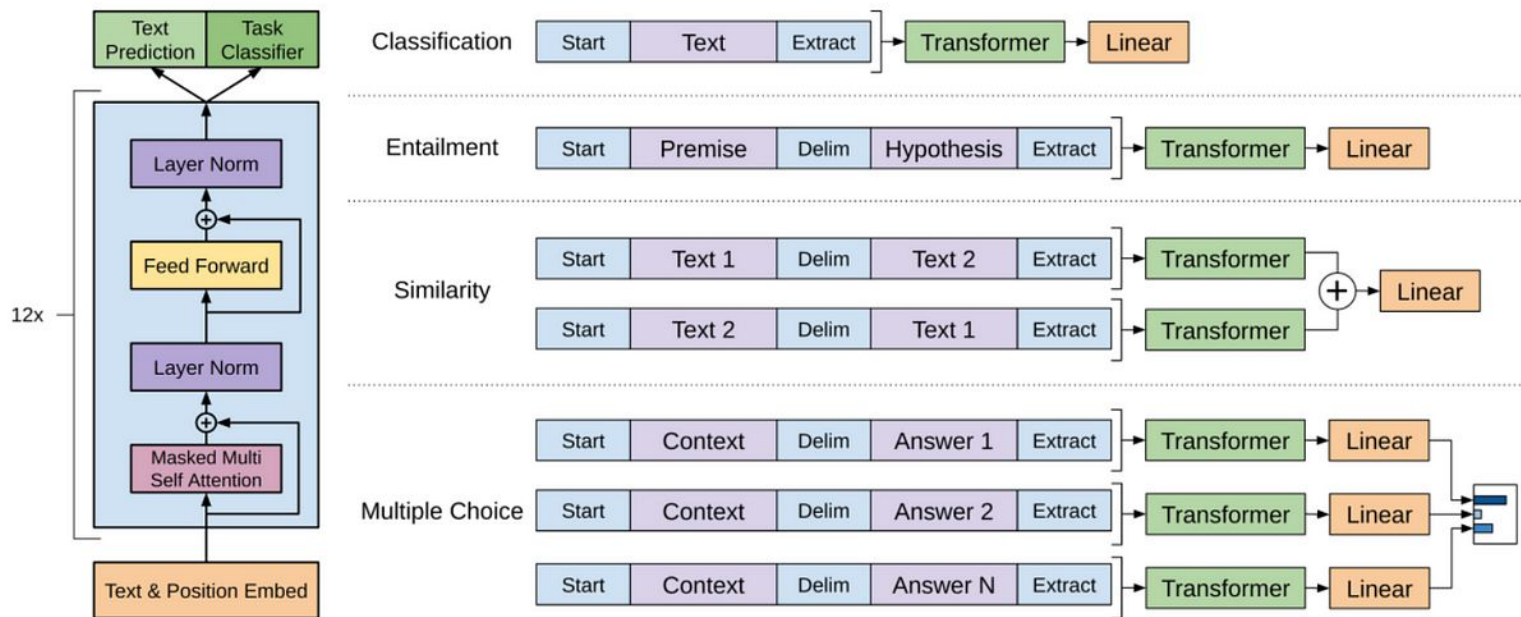 Text
Prediction
Task
Classifier
12x
Layer Norm
+
Feed Forward
Layer Norm
+
Masked Multi
Self Attention
Text & Position Embed
Classification
Start Text Extract Transformer Linear
Entailment
Start Premise Delim Hypothesis Extract Transformer Linear
Similarity
Start Text 1 Delim Text 2 Extract Transformer
+ Linear
Start Text 2 Delim Text 1 Extract Transformer
Multiple Choice
Start Context Delim Answer 1 Extract Transformer Linear
Start Context Delim Answer 2 Extract Transformer Linear
Start Context Delim Answer N Extract Transformer Linear